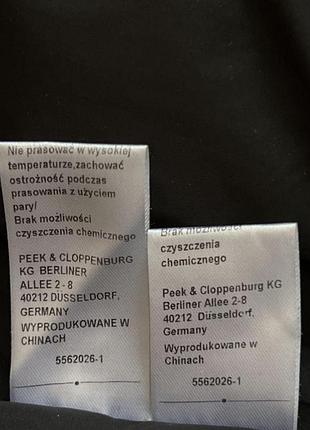 Nie prasować w wysokiej
temperaturze,zachować
ostrożność podczas
prasowania z użyciem
pary/
Brak możliwości
czyszczenia chemicznego
PEEK & CLOPPENBURG
KG BERLINER
ALLEE 2-8
40212 DÜSSELDORF,
GERMANY
WYPRODUKOWANE W
CHINACH
5562026-1
Brak możliwości
czyszczenia
chemicznego
Peek & Cloppenburg KG
Berliner Allee 2-8
40212 Düsseldorf,
Germany
Wyprodukowane w
Chinach
5562026-1